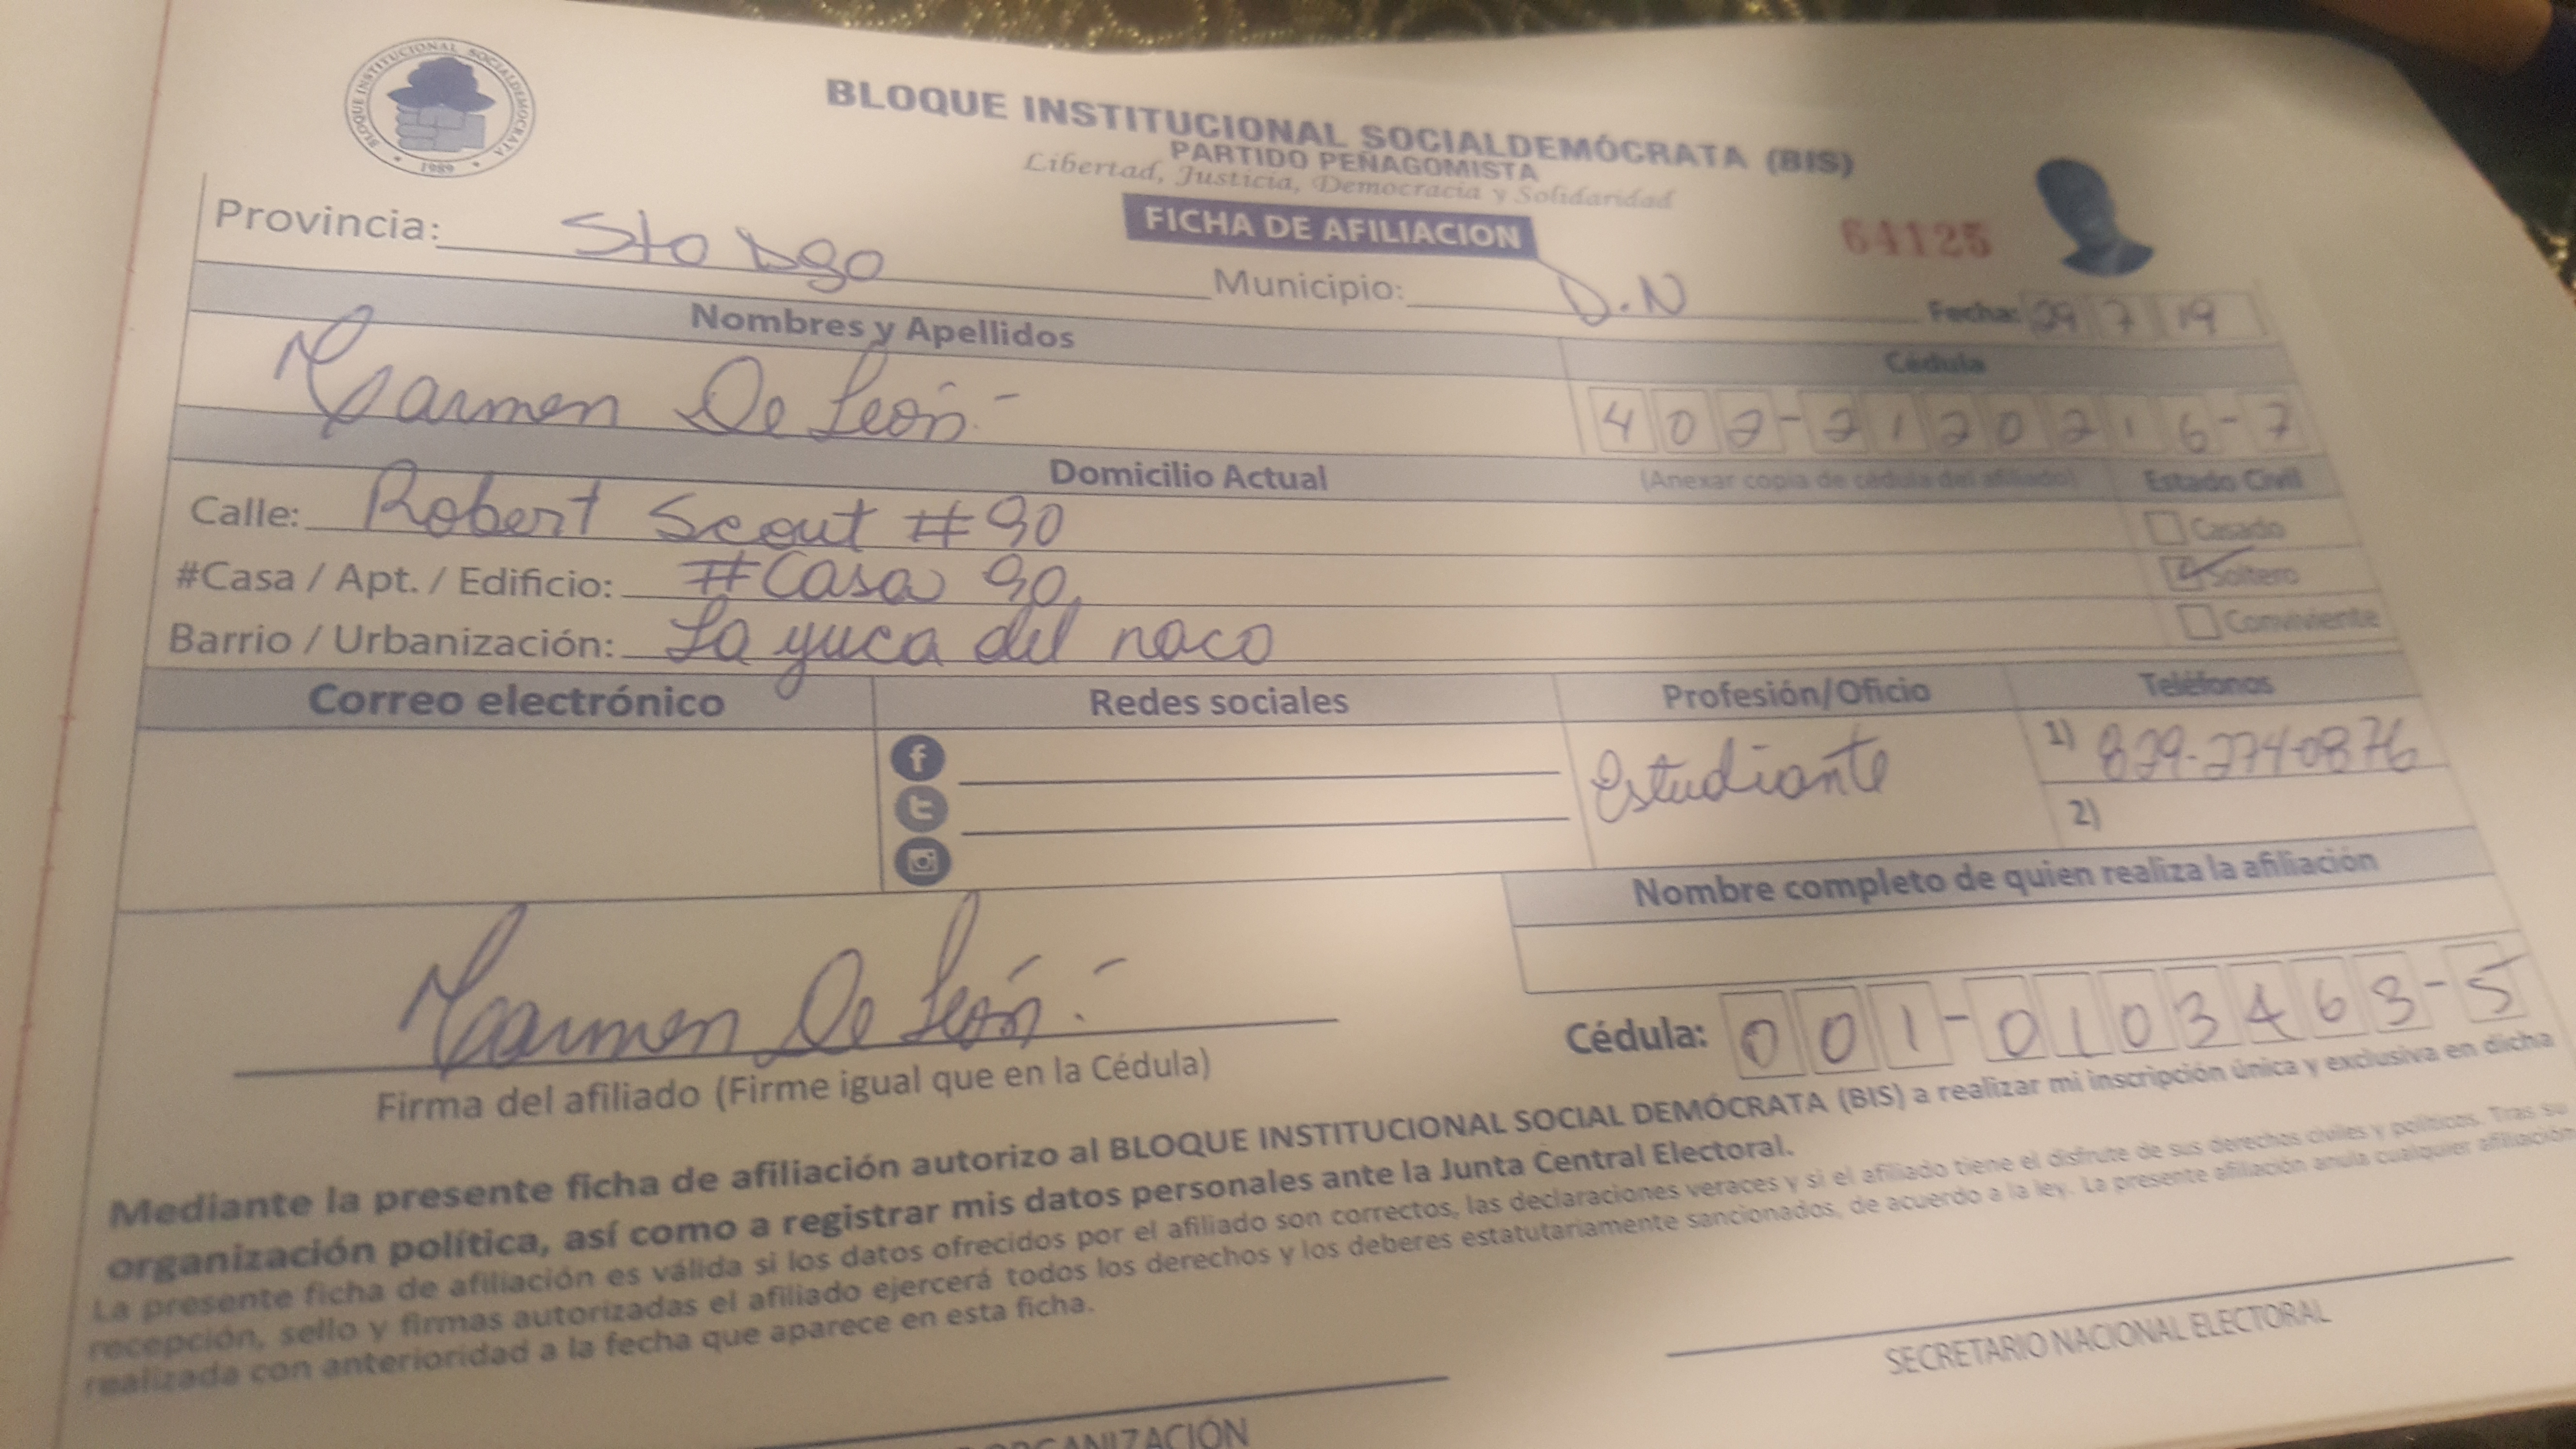 BLOQUE INSTITUCIONAL SOCIALDEMOCRATA
1989
BLOQUE INSTITUCIONAL SOCIALDEMÓCRATA (BIS)
PARTIDO PEÑAGOMISTA
Libertad, Justicia, Democracia y Solidaridad
FICHA DE AFILIACION
64125
Provincia: Sto Dgo Municipio: D.N Fecha: 29 7 19
Nombres y Apellidos Cédula
Carmen De León.- 402-2120216-7
Domicilio Actual (Anexar copia de cédula del afiliado) Estado Civil
Calle: Robert Scout #90 Casado
#Casa / Apt. / Edificio: #Casa 90, Soltero
Barrio / Urbanización: La yuca del naco Conviviente
Correo electrónico Redes sociales Profesión/Oficio Teléfonos
Estudiante 1) 829-274-0876
2)
Nombre completo de quien realiza la afiliación
Carmen De León.-
Cédula: 001-0103463-5
Firma del afiliado (Firme igual que en la Cédula)
Mediante la presente ficha de afiliación autorizo al BLOQUE INSTITUCIONAL SOCIAL DEMÓCRATA (BIS) a realizar mi inscripción única y exclusiva en dicha
organización política, así como a registrar mis datos personales ante la Junta Central Electoral.
La presente ficha de afiliación es válida si los datos ofrecidos por el afiliado son correctos, las declaraciones veraces y si el afiliado tiene el disfrute de sus derechos civiles y políticos. Tras su
recepción, sello y firmas autorizadas el afiliado ejercerá todos los derechos y los deberes estatutariamente sancionados, de acuerdo a la ley. La presente afiliación anula cualquier afiliación
realizada con anterioridad a la fecha que aparece en esta ficha.
SECRETARIO NACIONAL ELECTORAL
ORGANIZACIÓN